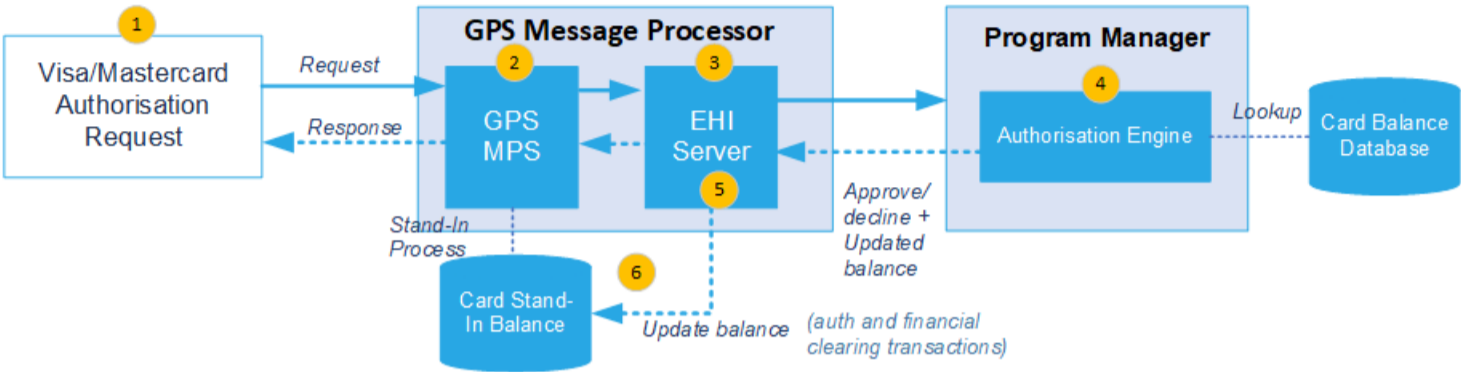 1
Visa/Mastercard
Authorisation
Request
Request
Response
GPS Message Processor
2
GPS
MPS
3
EHI
Server
5
Stand-In
Process
Card Stand-
In Balance
6
Update balance
(auth and financial
clearing transactions)
Approve/
decline +
Updated
balance
Program Manager
4
Authorisation Engine
Lookup
Card Balance
Database